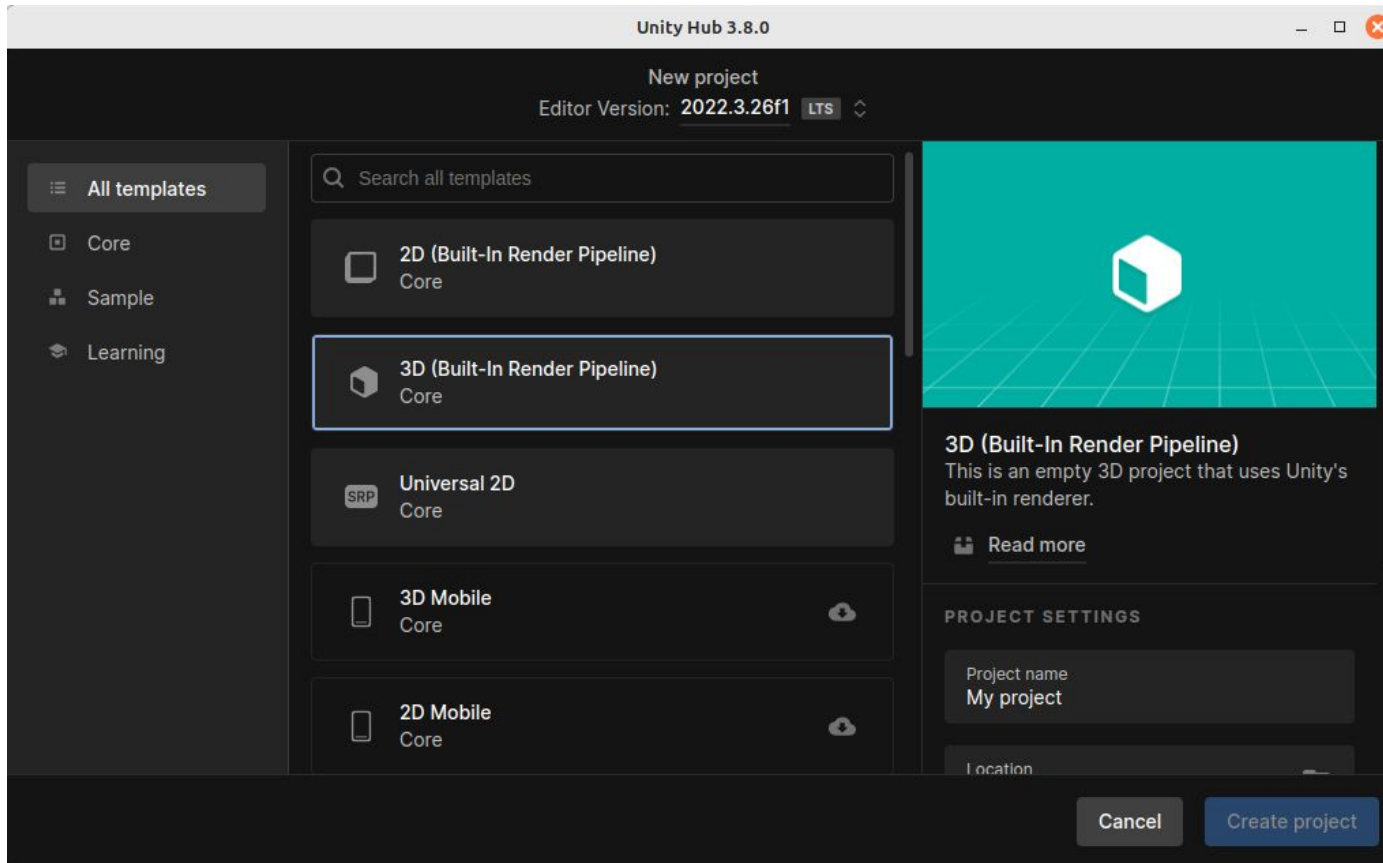 Unity Hub 3.8.0
New project
Editor Version: 2022.3.26f1 LTS
All templates
Core
Sample
Learning
Search all templates
2D (Built-In Render Pipeline)
Core
3D (Built-In Render Pipeline)
Core
SRP
Universal 2D
Core
3D Mobile
Core
2D Mobile
Core
3D (Built-In Render Pipeline)
This is an empty 3D project that uses Unity's
built-in renderer.
Read more
PROJECT SETTINGS
Project name
My project
Location
Cancel
Create project